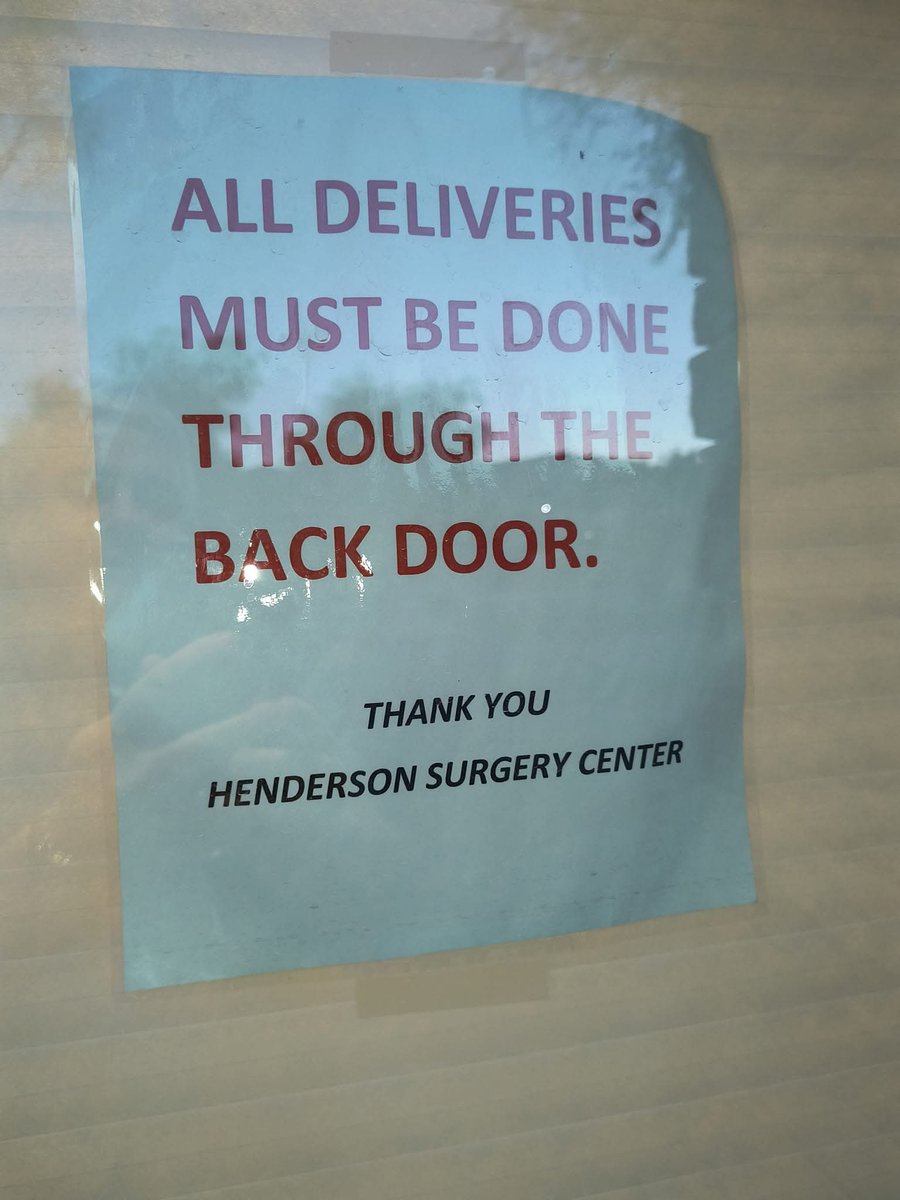 ALL DELIVERIES
MUST BE DONE
THROUGH THE
BACK DOOR.
THANK YOU
HENDERSON SURGERY CENTER